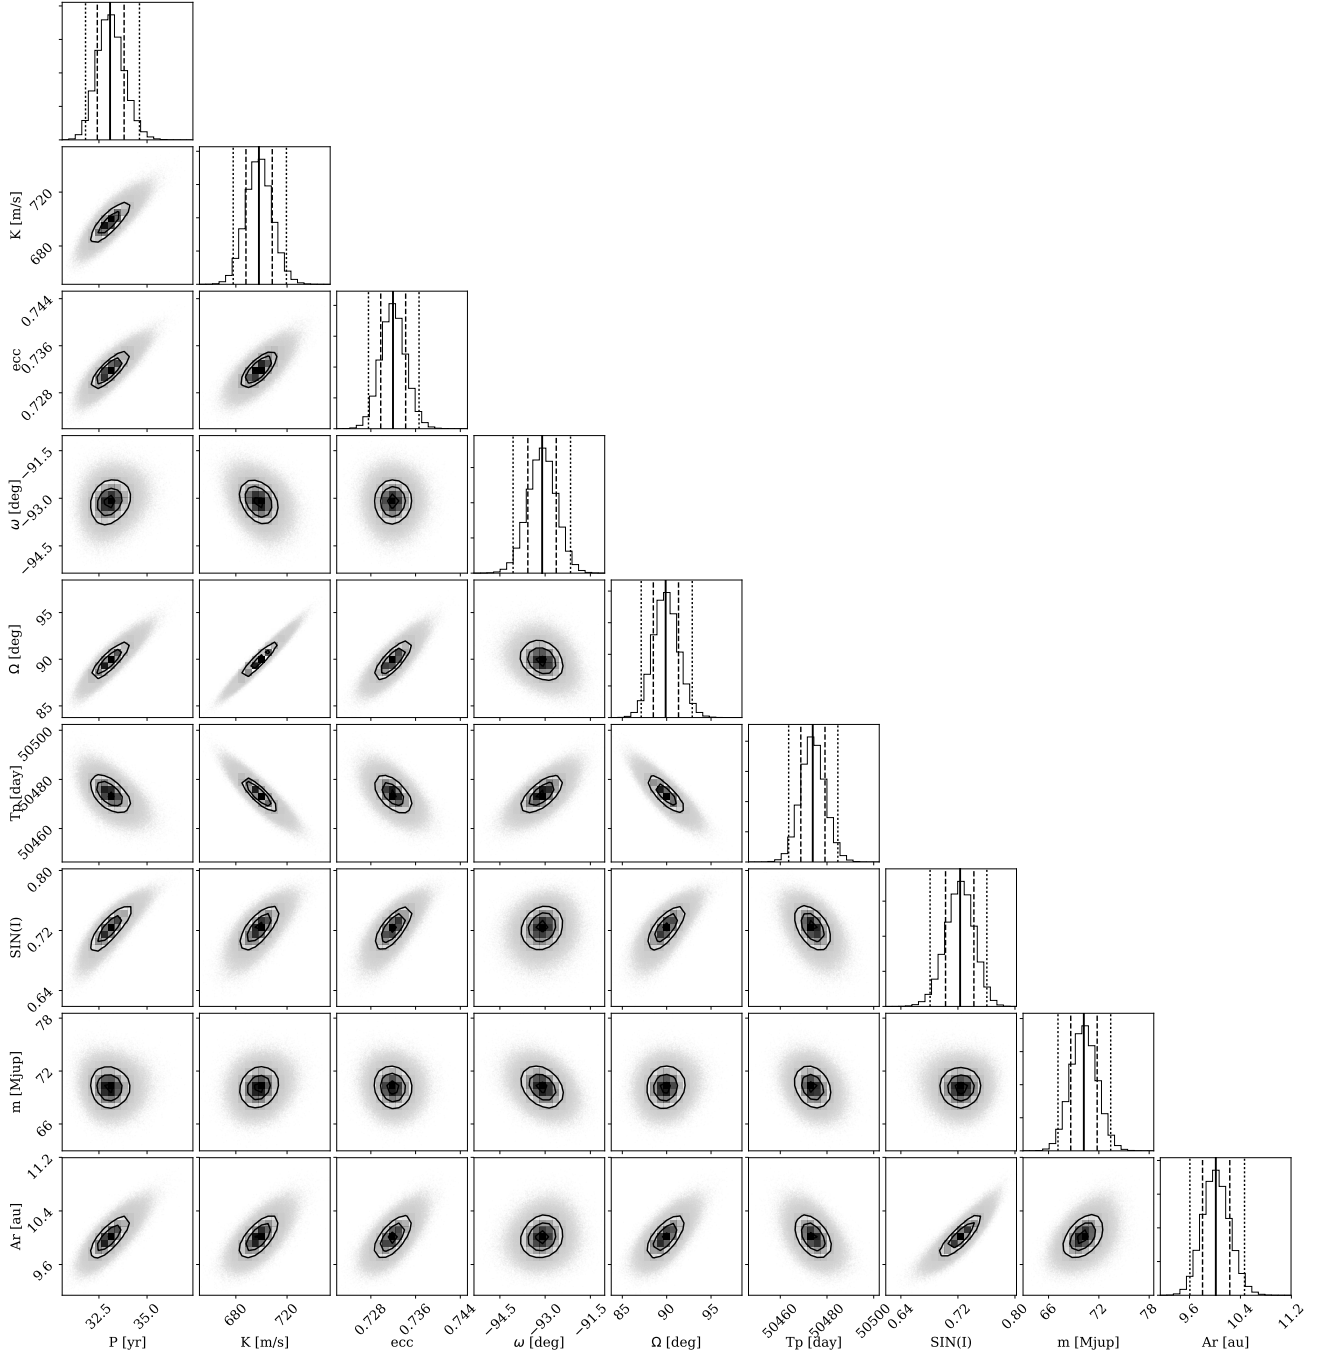 K [m/s]
720
680
ecc
0.744
0.736
0.728
ω [deg]
−91.5
−93.0
−94.5
Ω [deg]
95
90
85
Tp [day]
50500
50480
50460
SIN(I)
0.80
0.72
0.64
m [Mjup]
78
72
66
Ar [au]
11.2
10.4
9.6
32.5 35.0 680 720 0.728 0.736 0.744 −94.5 −93.0 −91.5 85 90 95 50460 50480 50500 0.64 0.72 0.80 66 72 78 9.6 10.4 11.2
P [yr] K [m/s] ecc ω [deg] Ω [deg] Tp [day] SIN(I) m [Mjup] Ar [au]